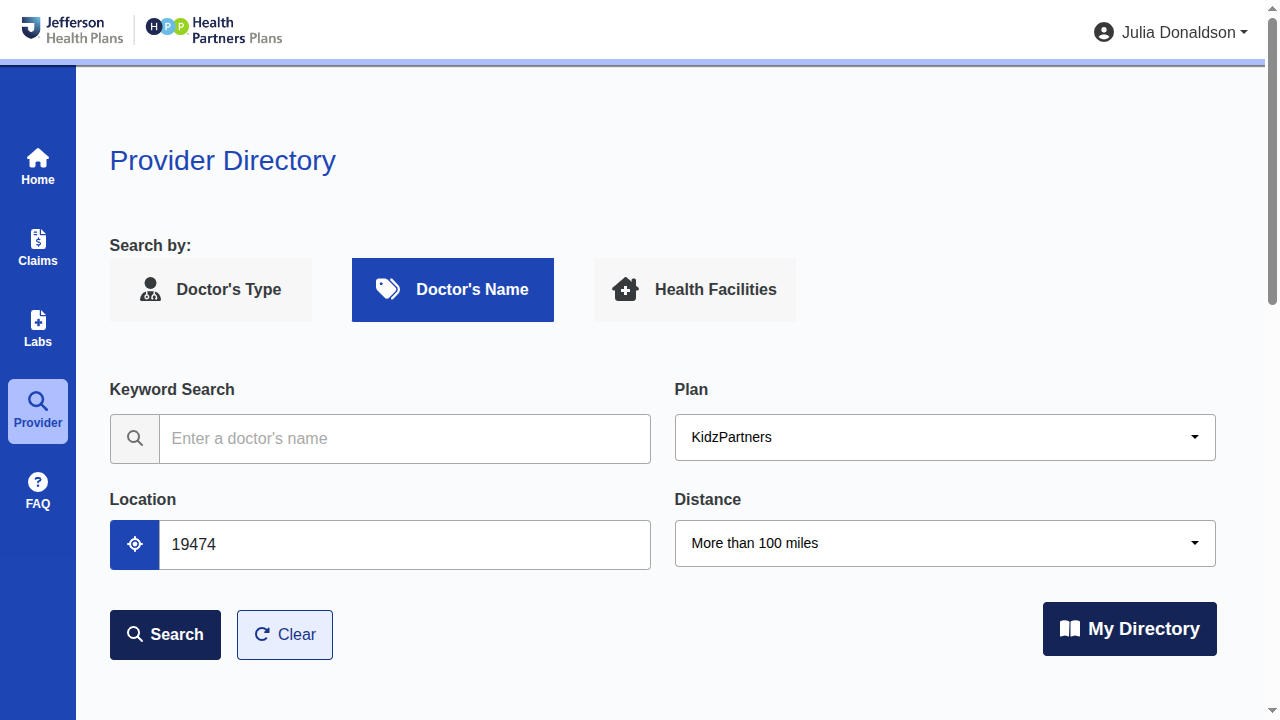 Jefferson
Health Plans
HPP
Health
Partners Plans
Julia Donaldson
Home
Claims
Labs
Provider
FAQ
Provider Directory
Search by:
Doctor's Type
Doctor's Name
Health Facilities
Keyword Search
Plan
Enter a doctor's name
KidzPartners
Location
Distance
19474
More than 100 miles
Search
Clear
My Directory